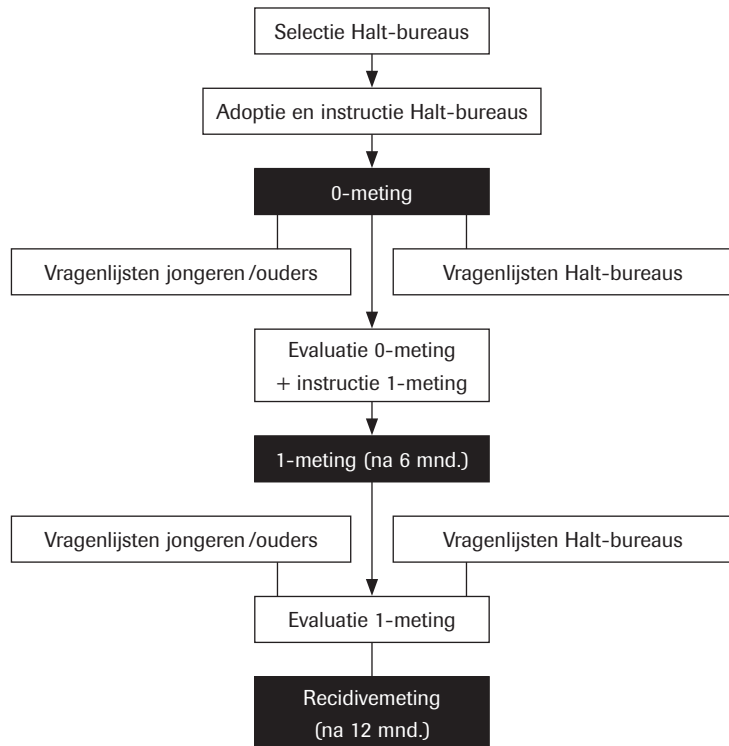 Selectie Halt-bureaus
Adoptie en instructie Halt-bureaus
0-meting
Vragenlijsten jongeren/ouders
Vragenlijsten Halt-bureaus
Evaluatie 0-meting
+ instructie 1-meting
1-meting (na 6 mnd.)
Vragenlijsten jongeren/ouders
Vragenlijsten Halt-bureaus
Evaluatie 1-meting
Recidivemeting
(na 12 mnd.)